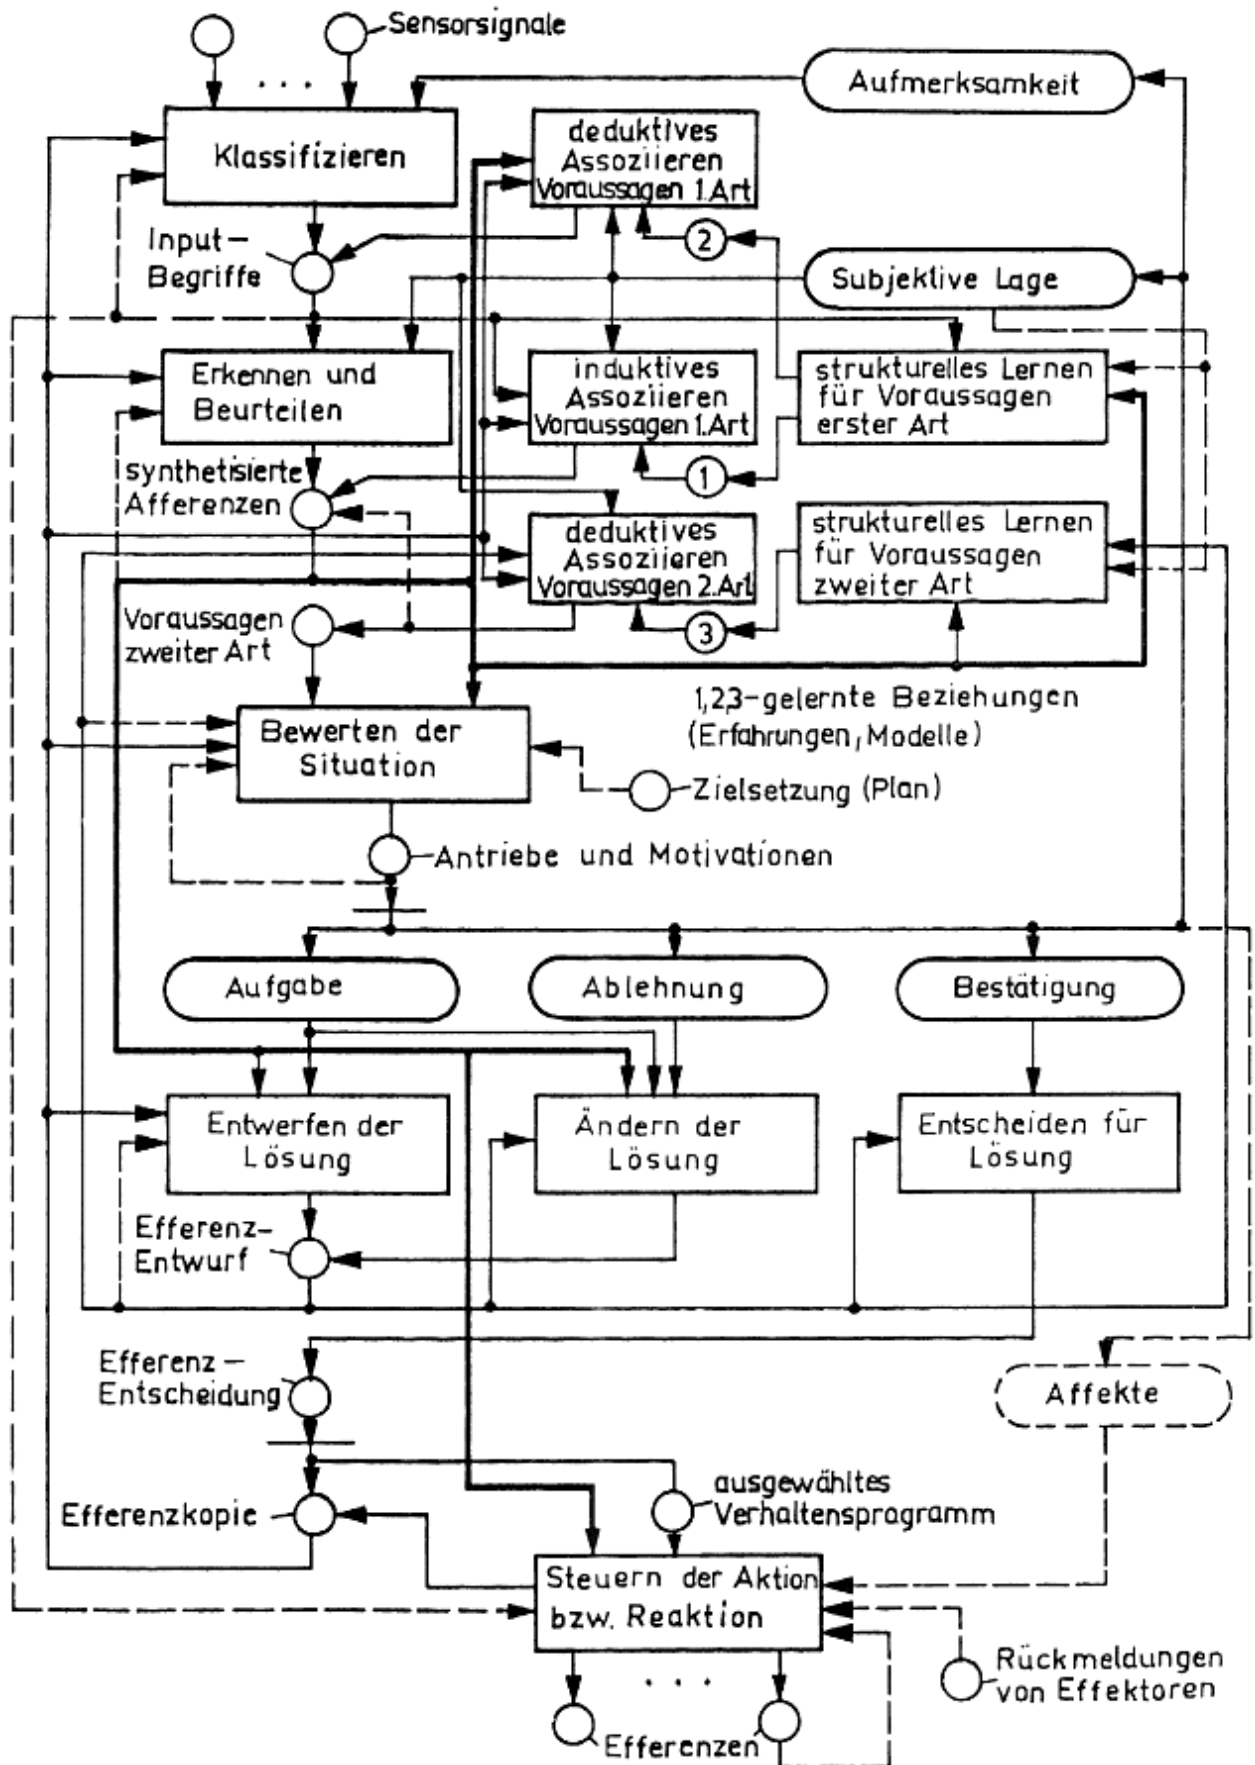 Sensorsignale
Aufmerksamkeit
Klassifizieren
deduktives
Assoziieren
Voraussagen 1.Art
Input-
Begriffe
2
Subjektive Lage
Erkennen und
Beurteilen
induktives
Assoziieren
Voraussagen 1.Art
strukturelles Lernen
für Voraussagen
erster Art
synthetisierte
Afferenzen
1
deduktives
Assoziieren
Voraussagen 2.Art
strukturelles Lernen
für Voraussagen
zweiter Art
Voraussagen
zweiter Art
3
1,2,3-gelernte Beziehungen
(Erfahrungen, Modelle)
Bewerten der
Situation
Zielsetzung (Plan)
Antriebe und Motivationen
Aufgabe
Ablehnung
Bestätigung
Entwerfen der
Lösung
Ändern der
Lösung
Entscheiden für
Lösung
Efferenz-
Entwurf
Efferenz-
Entscheidung
Affekte
Efferenzkopie
ausgewähltes
Verhaltensprogramm
Steuern der Aktion
bzw. Reaktion
Rückmeldungen
von Effektoren
Efferenzen